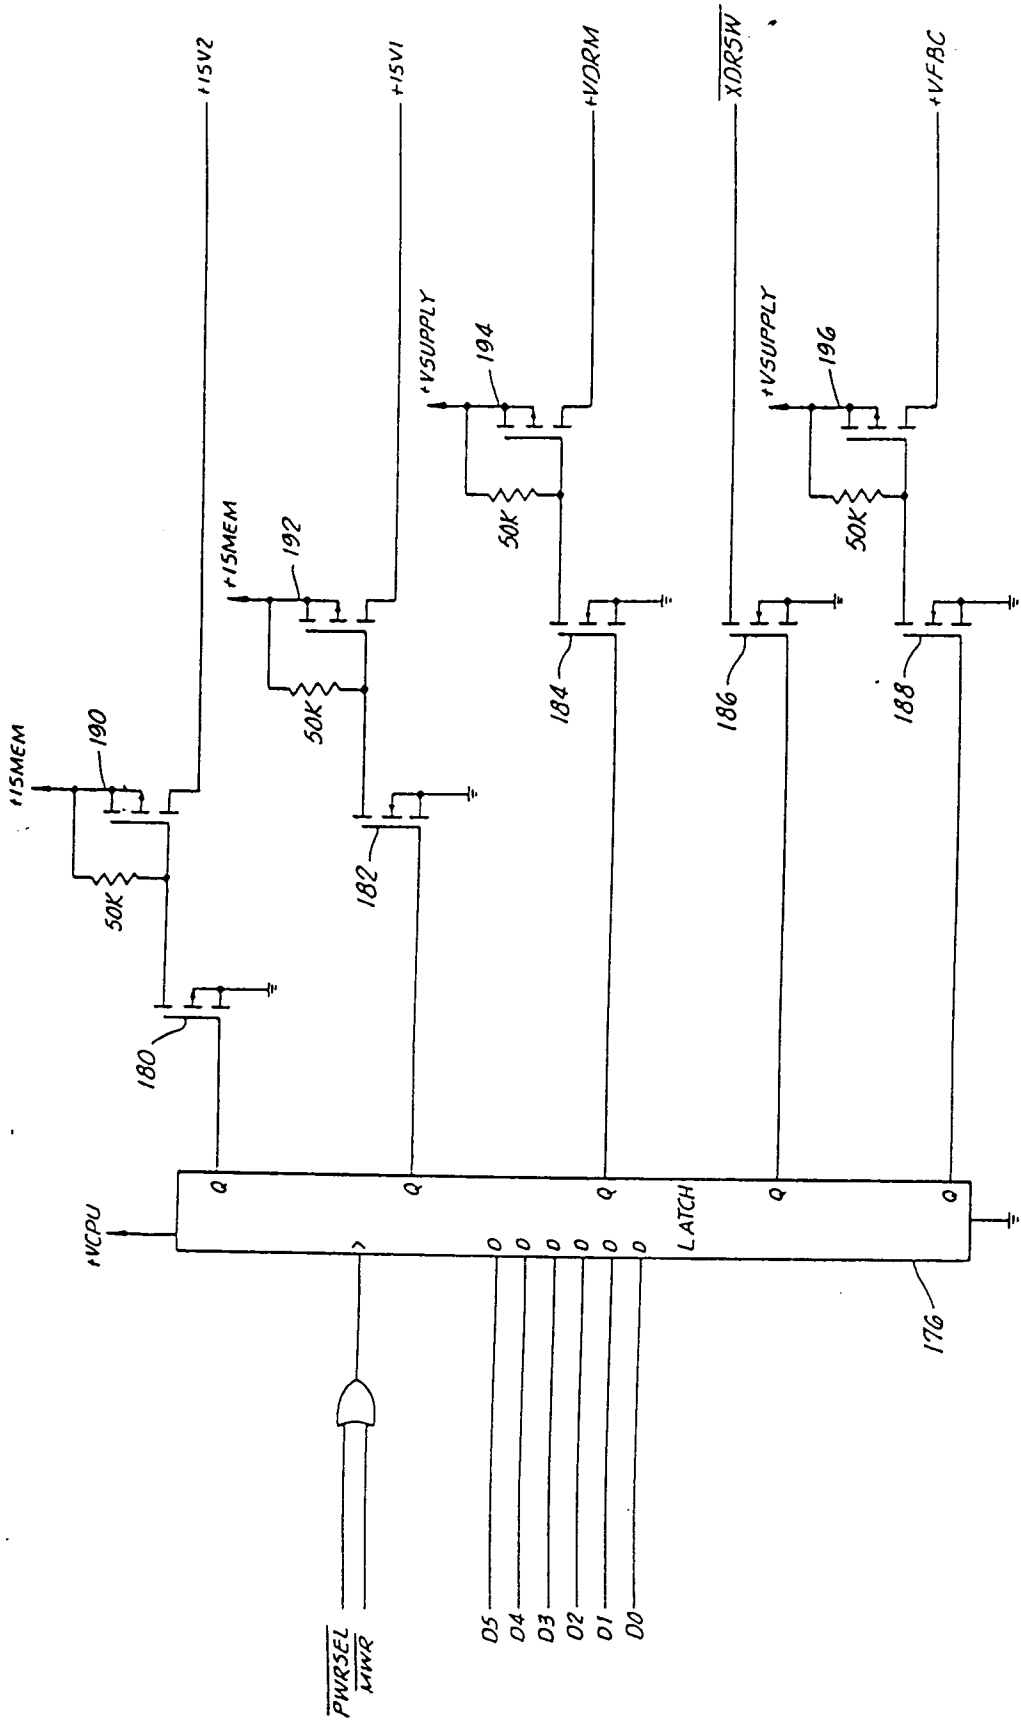 +15MEM
190
50K
+15V2
180
+15MEM
192
50K
+15V1
182
+VSUPPLY
194
50K
+VDRM
184
XDRSW
186
+VSUPPLY
196
50K
+VFBC
188
+VCPU
Q
Q
Q
Q
Q
LATCH
>
D
D
D
D
D
D
176
PWRSEL
MWR
D5
D4
D3
D2
D1
D0